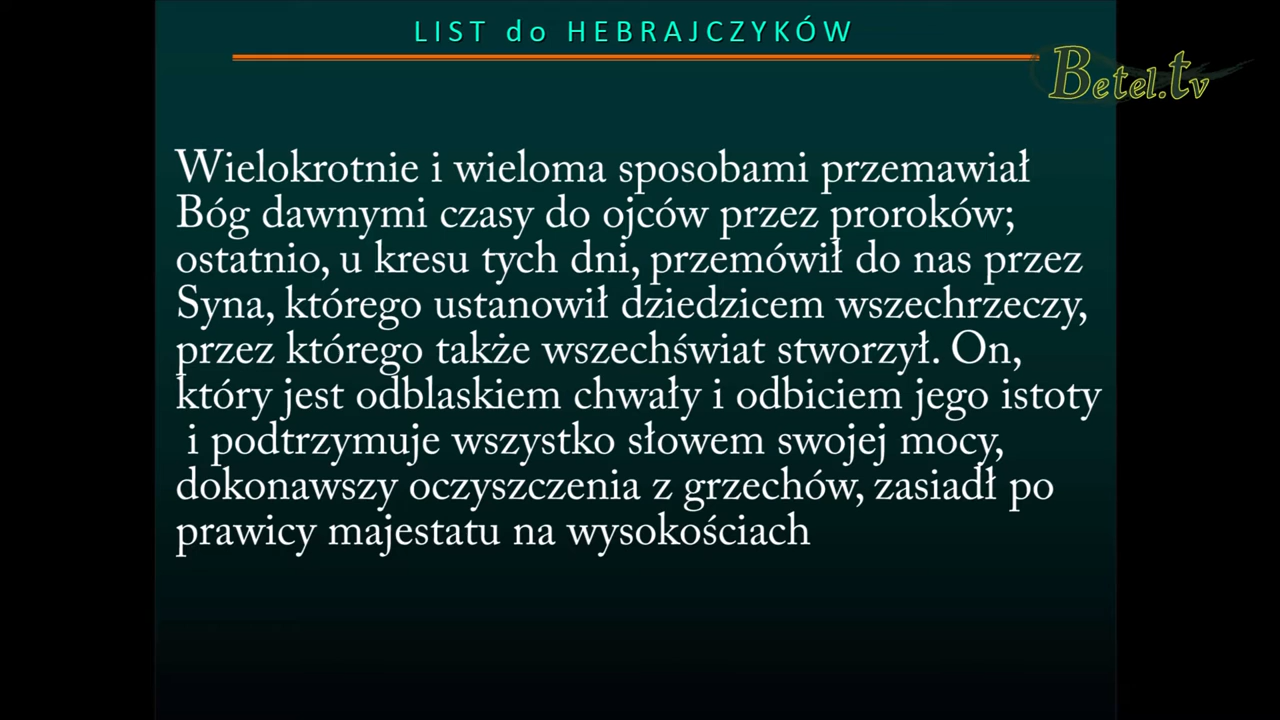 LIST do HEBRAJCZYKÓW
Betel.tv
Wielokrotnie i wieloma sposobami przemawiał
Bóg dawnymi czasy do ojców przez proroków;
ostatnio, u kresu tych dni, przemówił do nas przez
Syna, którego ustanowił dziedzicem wszechrzeczy,
przez którego także wszechświat stworzył. On,
który jest odblaskiem chwały i odbiciem jego istoty
i podtrzymuje wszystko słowem swojej mocy,
dokonawszy oczyszczenia z grzechów, zasiadł po
prawicy majestatu na wysokościach